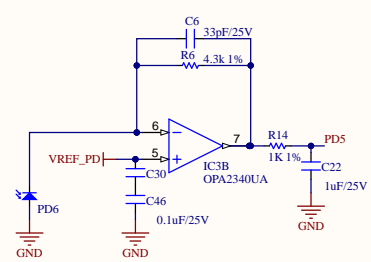 C6
33pF/25V
R6
4.3k 1%
6
7
5
VREF_PD
IC3B
OPA2340UA
R14
PD5
1K 1%
C30
C22
C46
1uF/25V
PD6
0.1uF/25V
GND
GND
GND